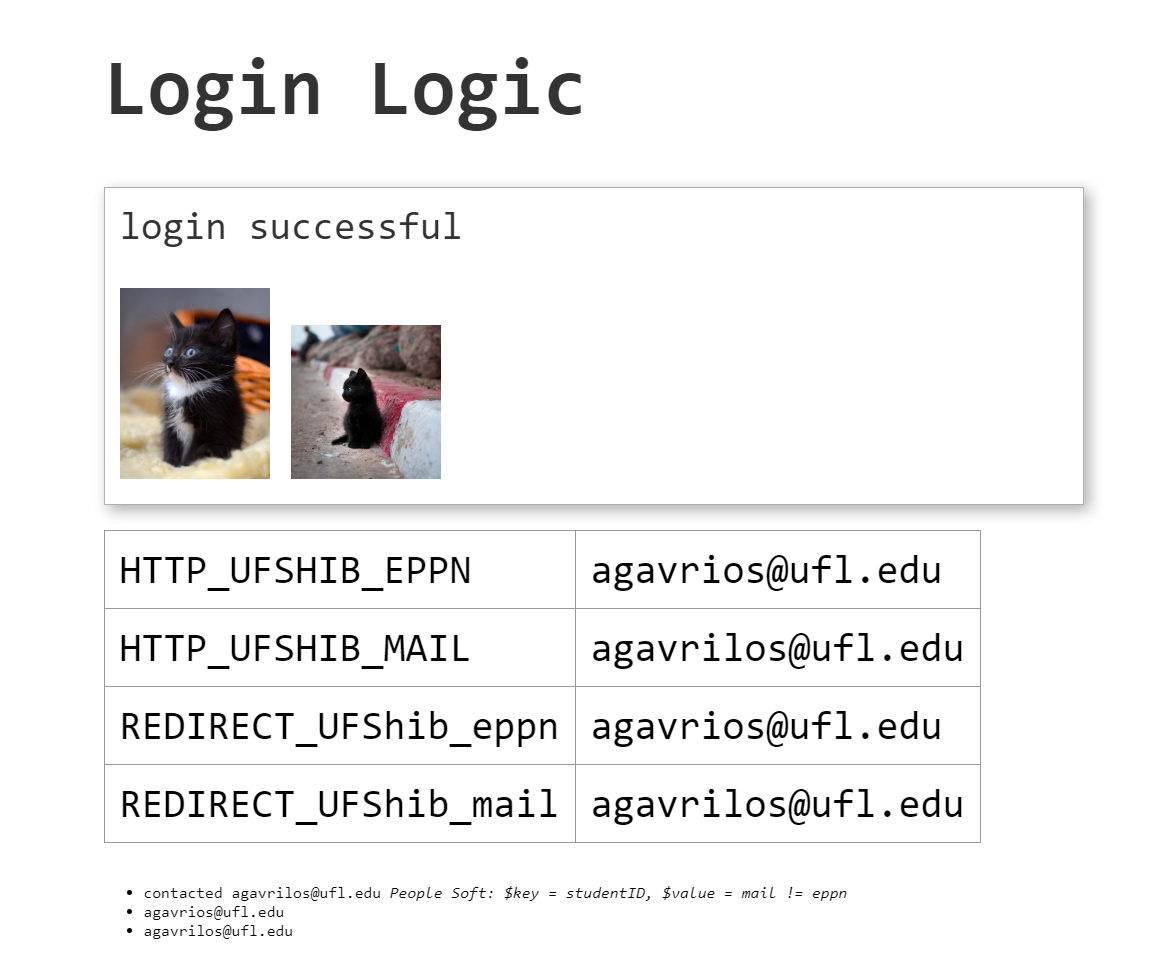 Login Logic
login successful
HTTP_UFSHIB_EPPN agavrios@ufl.edu
HTTP_UFSHIB_MAIL agavrilos@ufl.edu
REDIRECT_UFShib_eppn agavrios@ufl.edu
REDIRECT_UFShib_mail agavrilos@ufl.edu
• contacted agavrilos@ufl.edu People Soft: $key = studentID, $value = mail != eppn
• agavrios@ufl.edu
• agavrilos@ufl.edu